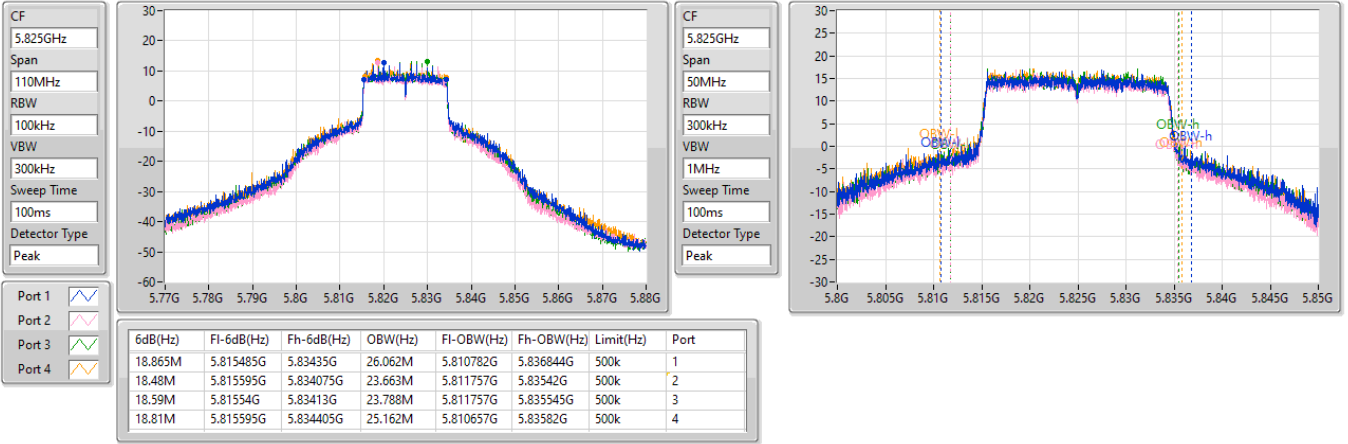 CF
5.825GHz
Span
110MHz
RBW
100kHz
VBW
300kHz
Sweep Time
100ms
Detector Type
Peak
30
20
10
0
-10
-20
-30
-40
-50
-60
5.77G 5.78G 5.79G 5.8G 5.81G 5.82G 5.83G 5.84G 5.85G 5.86G 5.87G 5.88G
CF
5.825GHz
Span
50MHz
RBW
300kHz
VBW
1MHz
Sweep Time
100ms
Detector Type
Peak
30
25
20
15
10
5
0
-5
-10
-15
-20
-25
-30
OBW-l
OBW-l
OBW-h
OBW-h
OBW-h
5.8G 5.805G 5.81G 5.815G 5.82G 5.825G 5.83G 5.835G 5.84G 5.845G 5.85G
Port 1
Port 2
Port 3
Port 4
6dB(Hz) Fl-6dB(Hz) Fh-6dB(Hz) OBW(Hz) Fl-OBW(Hz) Fh-OBW(Hz) Limit(Hz) Port
18.865M 5.815485G 5.83435G 26.062M 5.810782G 5.836844G 500k 1
18.48M 5.815595G 5.834075G 23.663M 5.811757G 5.83542G 500k 2
18.59M 5.81554G 5.83413G 23.788M 5.811757G 5.835545G 500k 3
18.81M 5.815595G 5.834405G 25.162M 5.810657G 5.83582G 500k 4